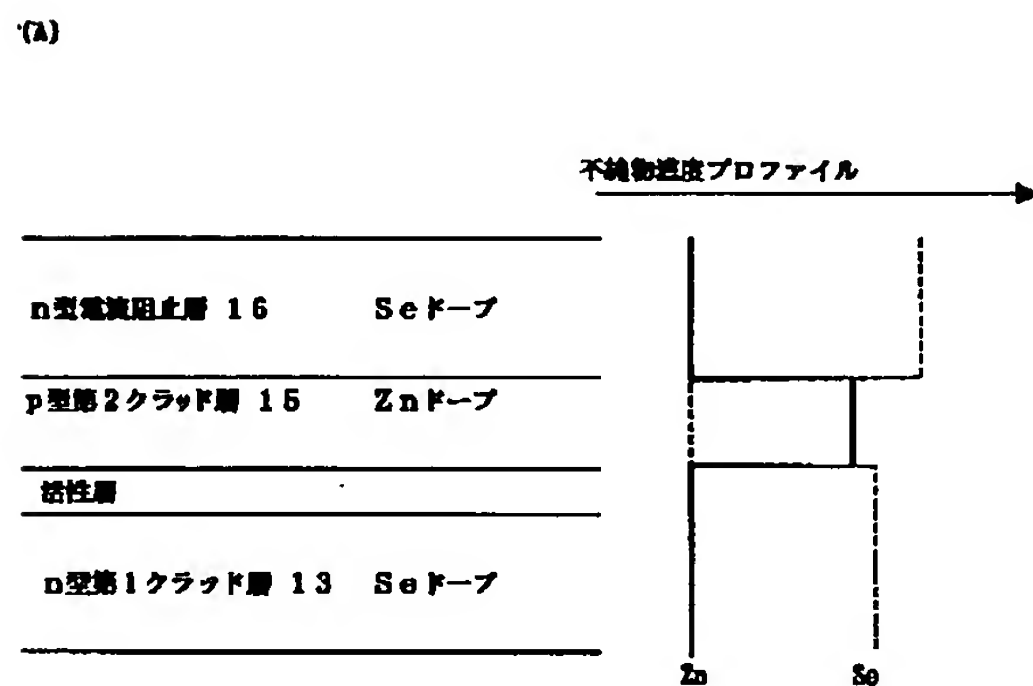 (A)
不純物濃度プロファイル
n型電流阻止層 16 Seドープ
p型第2クラッド層 15 Znドープ
活性層
n型第1クラッド層 13 Seドープ
Zn Se